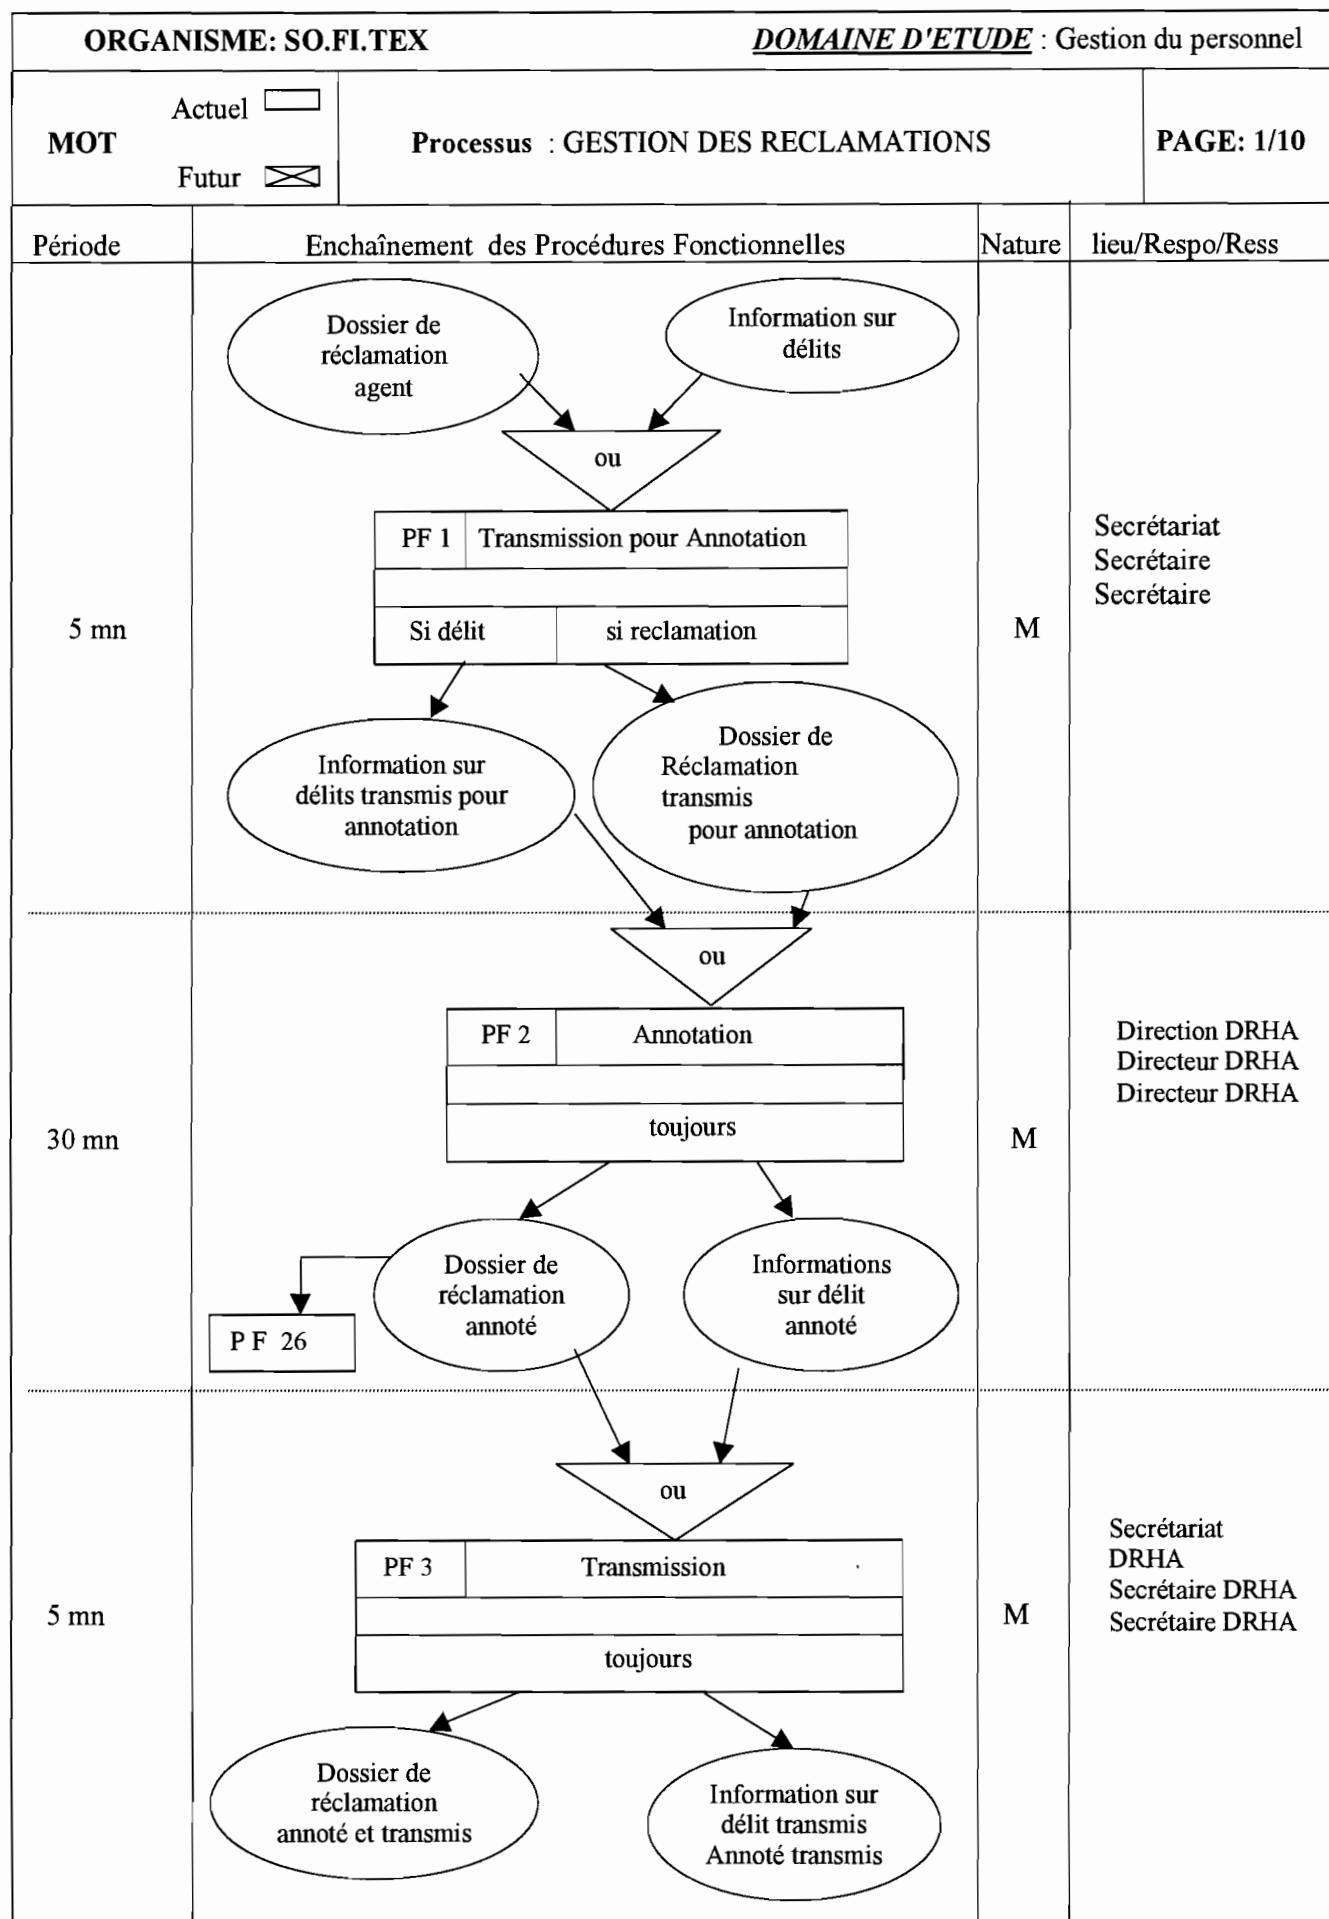 ORGANISME: SO.FI.TEX
DOMAINE D'ETUDE : Gestion du personnel
Actuel
MOT
Futur
Processus : GESTION DES RECLAMATIONS
PAGE: 1/10
Période
Enchaînement des Procédures Fonctionnelles
Nature
lieu/Respo/Ress
Dossier de
réclamation
agent
Information sur
délits
ou
PF 1
Transmission pour Annotation
Si délit
si reclamation
5 mn
M
Secrétariat
Secrétaire
Secrétaire
Information sur
délits transmis pour
annotation
Dossier de
Réclamation
transmis
pour annotation
ou
PF 2
Annotation
toujours
30 mn
M
Direction DRHA
Directeur DRHA
Directeur DRHA
Dossier de
réclamation
annoté
Informations
sur délit
annoté
P F 26
ou
PF 3
Transmission
toujours
5 mn
M
Secrétariat
DRHA
Secrétaire DRHA
Secrétaire DRHA
Dossier de
réclamation
annoté et transmis
Information sur
délit transmis
Annoté transmis